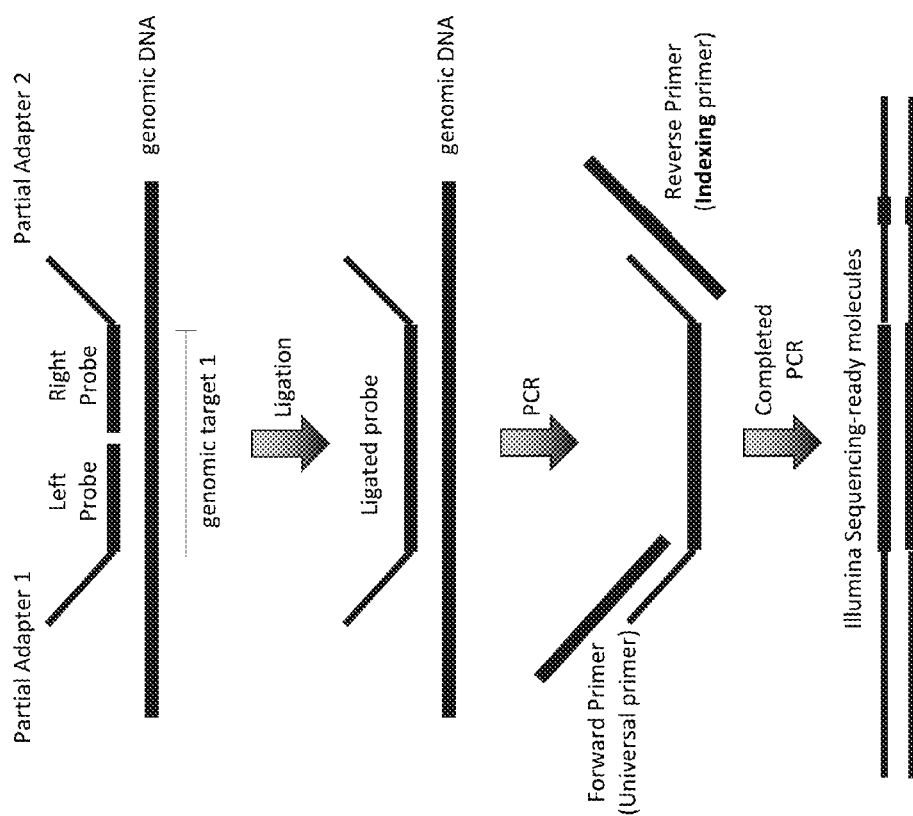 Partial Adapter 1
Partial Adapter 2
Left
Probe
Right
Probe
genomic DNA
genomic target 1
Ligation
Ligated probe
genomic DNA
PCR
Forward Primer
(Universal primer)
Reverse Primer
(Indexing primer)
Completed
PCR
Illumina Sequencing-ready molecules